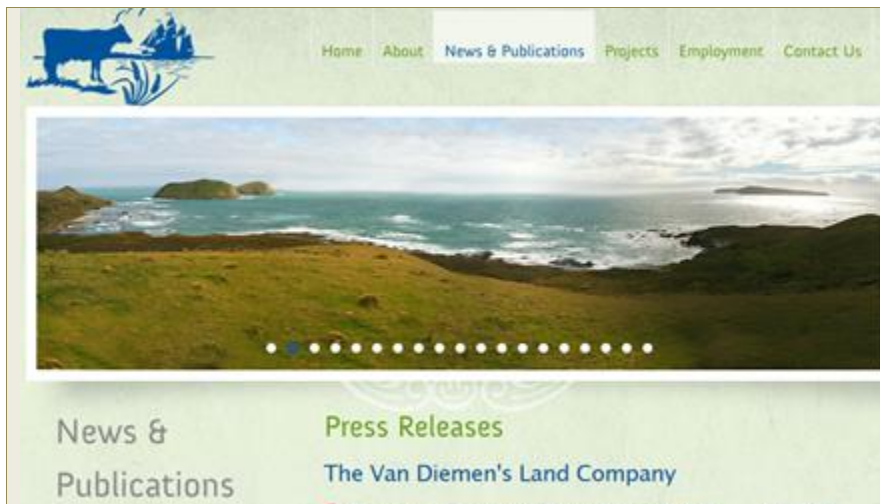 Home About News & Publications Projects Employment Contact Us
News &
Publications
Press Releases
The Van Diemen's Land Company